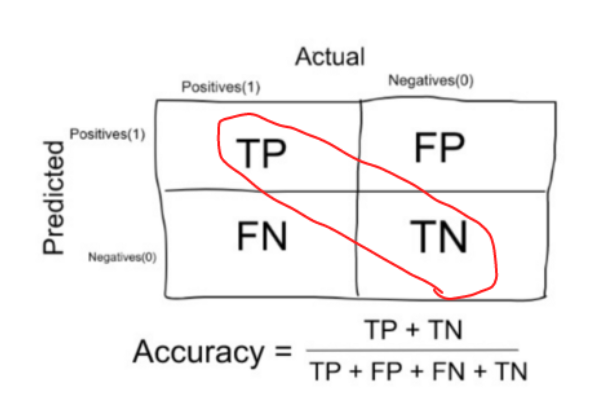 Actual
Positives(1) Negatives(0)
Predicted
Positives(1)
TP FP
FN TN
Negatives(0)
Accuracy = TP + TN
TP + FP + FN + TN